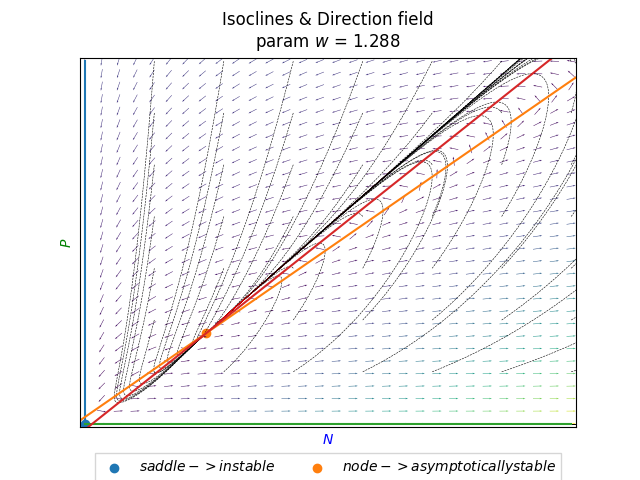 Isoclines & Direction field
param w = 1.288
P
N
saddle -> instable
node -> asymptoticallystable